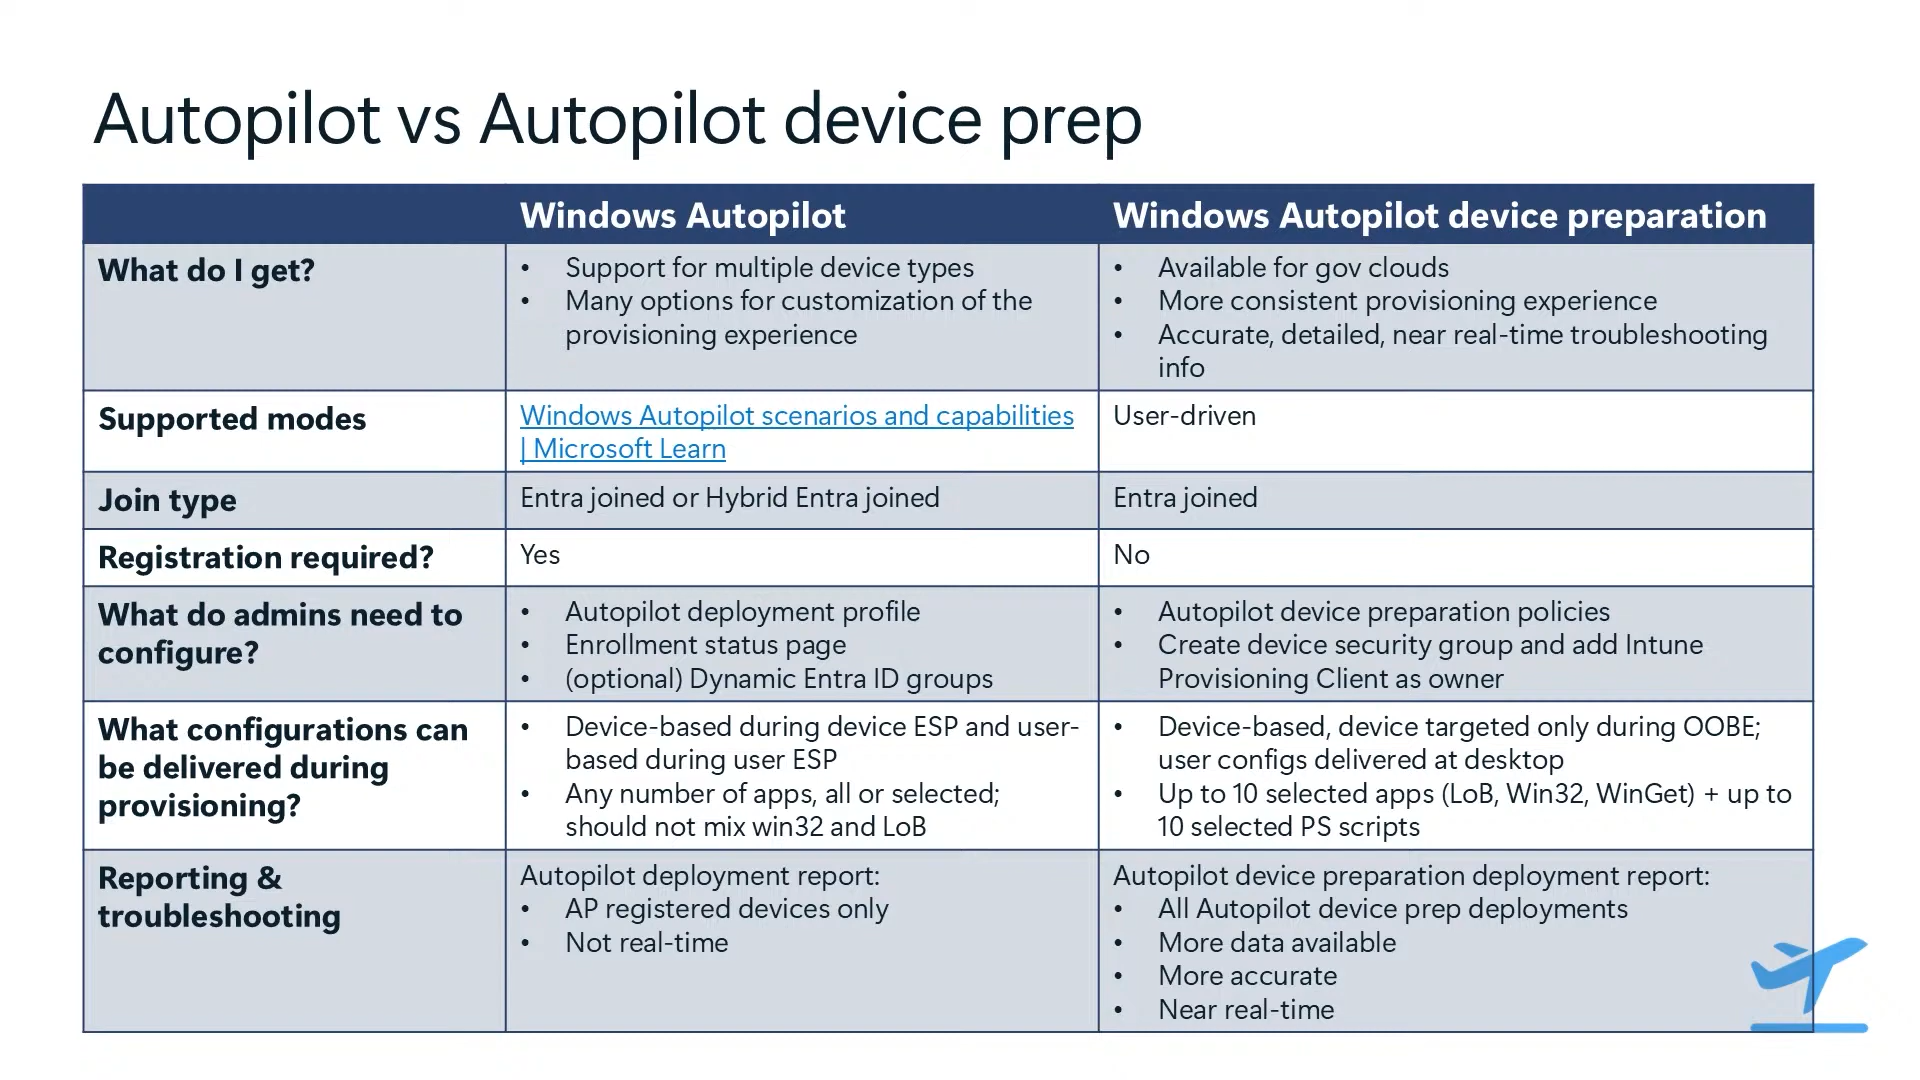 Autopilot vs Autopilot device prep
Windows Autopilot
Windows Autopilot device preparation
What do I get?
• Support for multiple device types
• Many options for customization of the
provisioning experience
• Available for gov clouds
• More consistent provisioning experience
• Accurate, detailed, near real-time troubleshooting
info
Supported modes
Windows Autopilot scenarios and capabilities
| Microsoft Learn
User-driven
Join type
Entra joined or Hybrid Entra joined
Entra joined
Registration required?
Yes
No
What do admins need to
configure?
• Autopilot deployment profile
• Enrollment status page
• (optional) Dynamic Entra ID groups
• Autopilot device preparation policies
• Create device security group and add Intune
Provisioning Client as owner
What configurations can
be delivered during
provisioning?
• Device-based during device ESP and user-
based during user ESP
• Any number of apps, all or selected;
should not mix win32 and LoB
• Device-based, device targeted only during OOBE;
user configs delivered at desktop
• Up to 10 selected apps (LoB, Win32, WinGet) + up to
10 selected PS scripts
Reporting &
troubleshooting
Autopilot deployment report:
• AP registered devices only
• Not real-time
Autopilot device preparation deployment report:
• All Autopilot device prep deployments
• More data available
• More accurate
• Near real-time